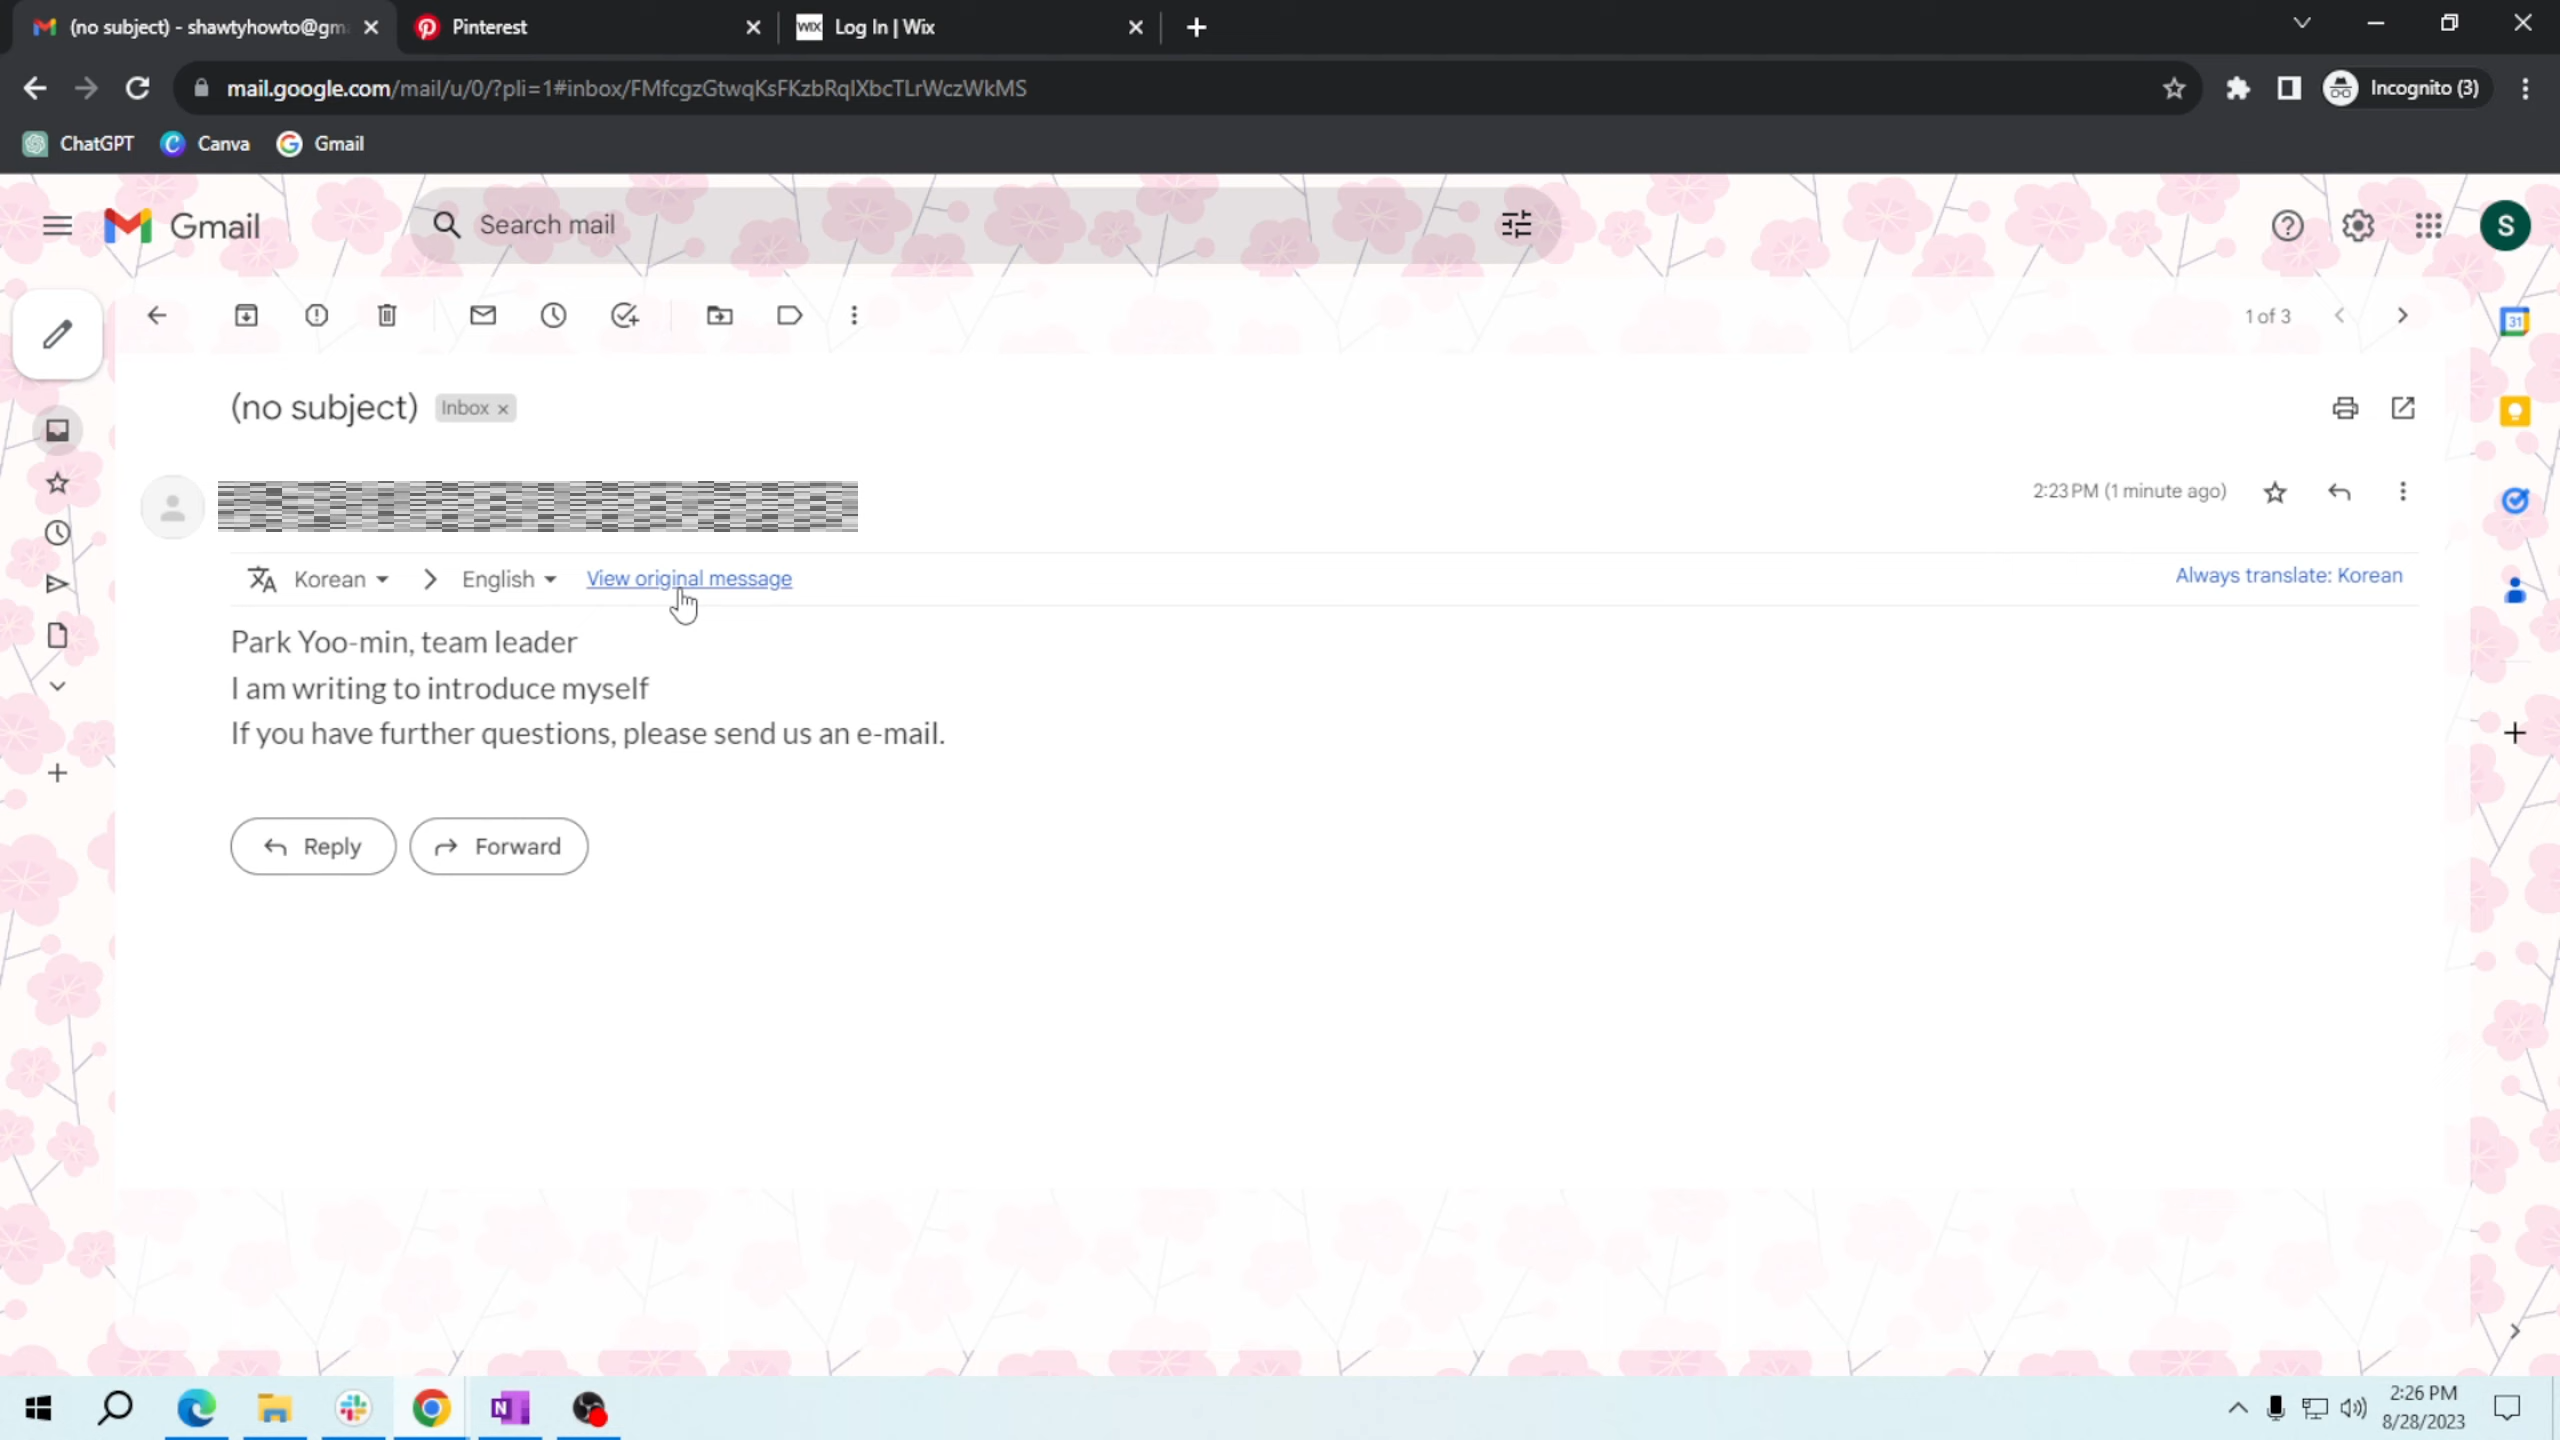 (no subject) - shawtyhowto@gm
Pinterest
WIX Log In | Wix
mail.google.com/mail/u/0/?pli=1#inbox/FMfcgzGtwqKsFKzbRqlXbcTLrWczWkMS
Incognito (3)
ChatGPT
Canva
Gmail
Gmail
Search mail
S
1 of 3
31
(no subject)
Inbox ×
2:23 PM (1 minute ago)
Korean
English
View original message
Always translate: Korean
Park Yoo-min, team leader
I am writing to introduce myself
If you have further questions, please send us an e-mail.
Reply
Forward
N
2:26 PM
8/28/2023